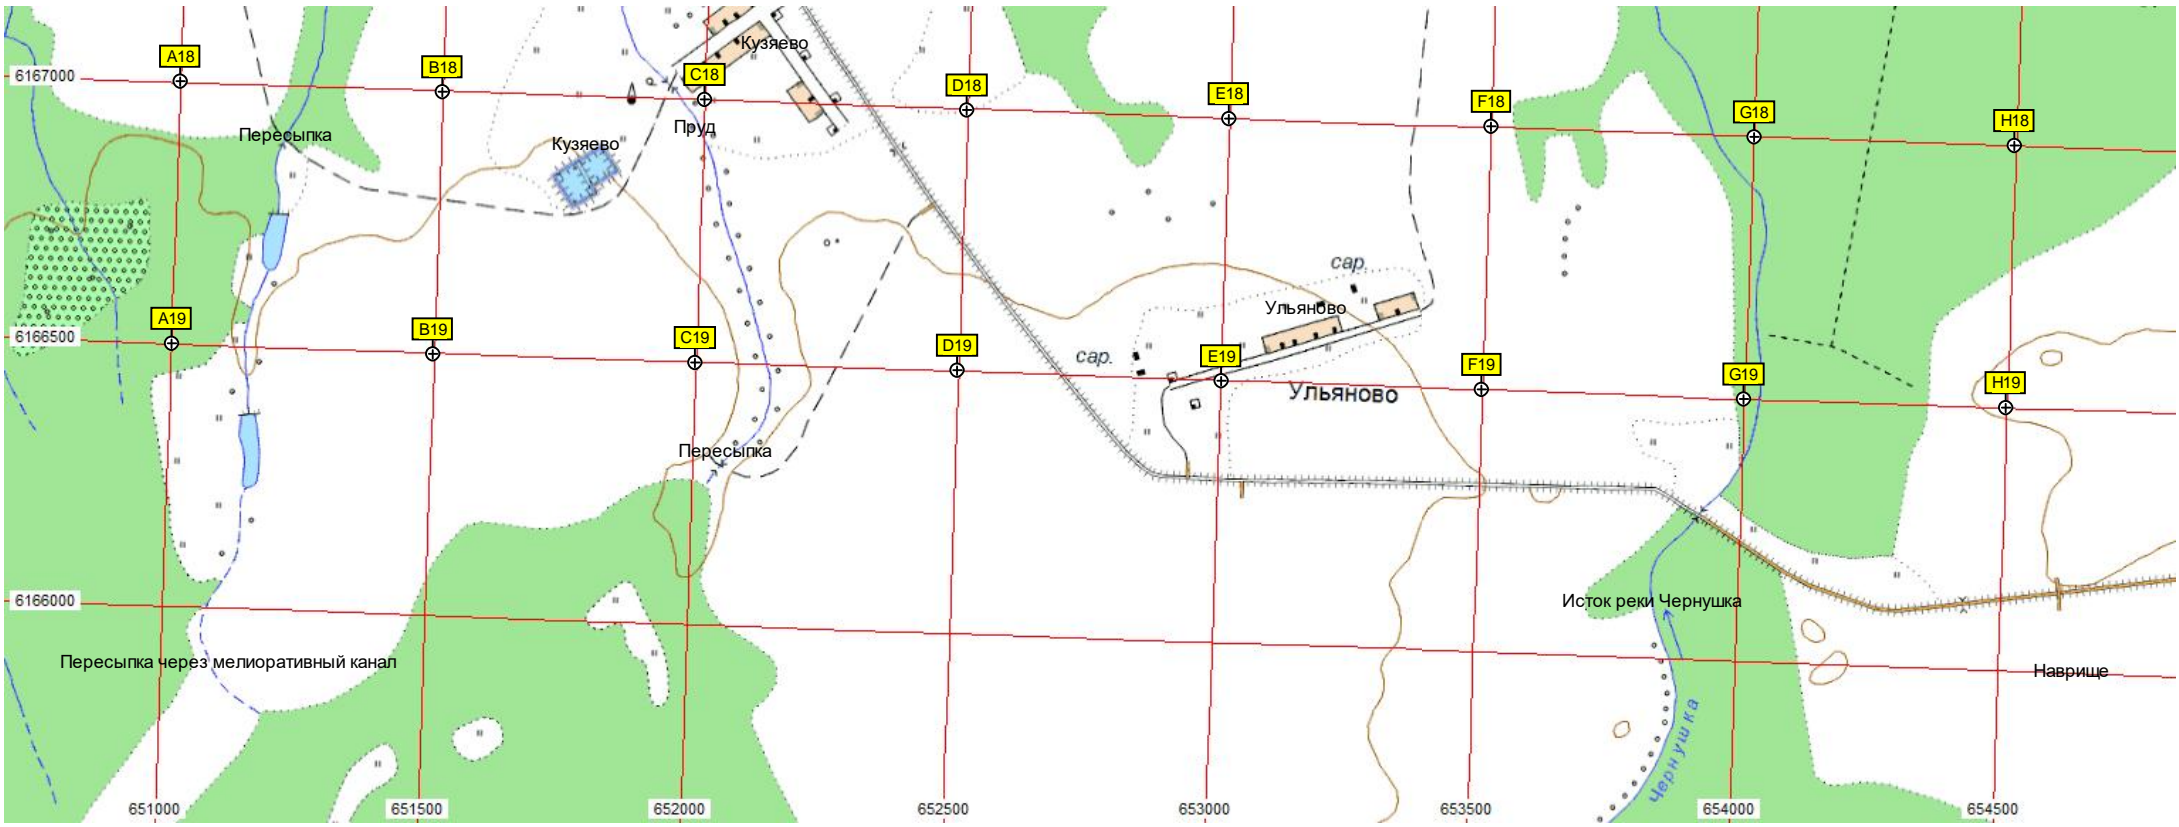 Кузяево
A18
B18
C18
D18
E18
F18
G18
H18
6167000
Пересыпка
Кузяево
Пруд
сар.
Ульяново
A19
B19
C19
D19
E19
F19
G19
H19
6166500
сар.
Ульяново
Пересыпка
6166000
Исток реки Чернушка
Пересыпка через мелиоративный канал
Наврище
Чернушка
651000
651500
652000
652500
653000
653500
654000
654500